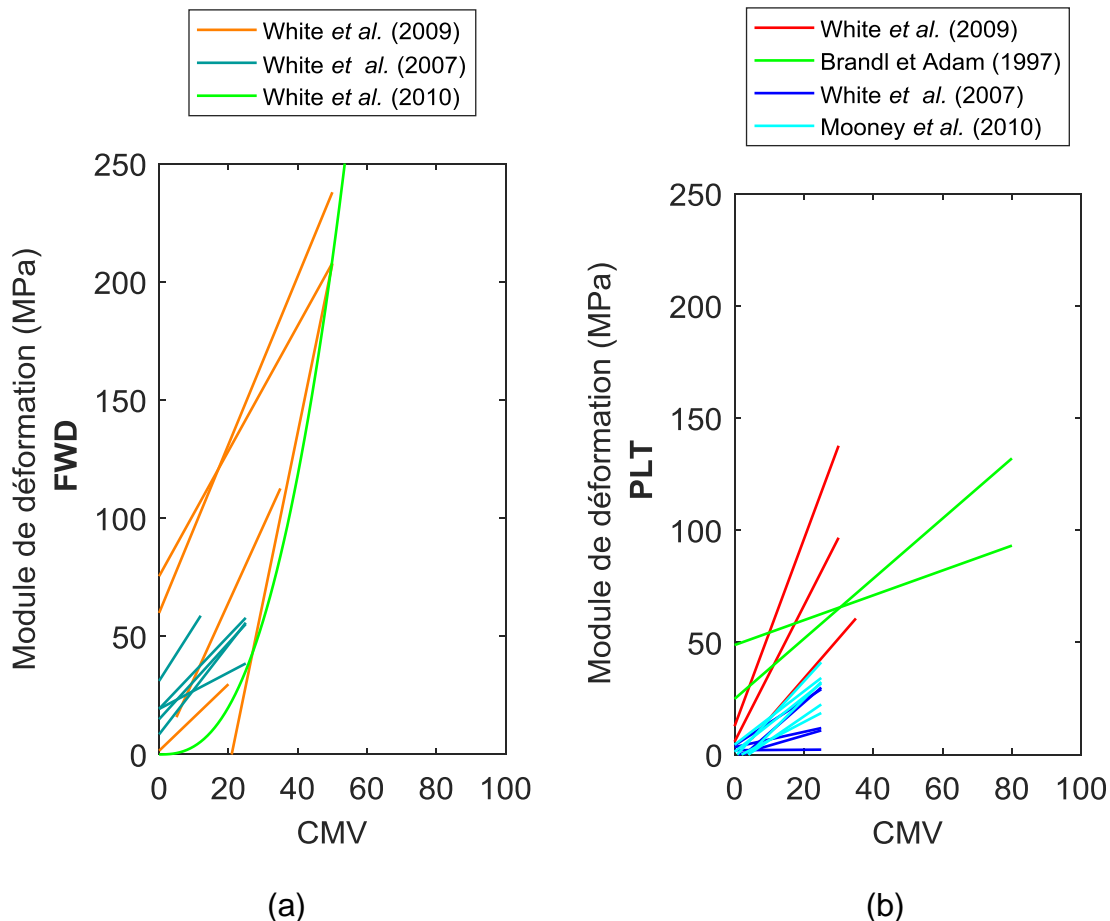 White et al. (2009)
White et al. (2007)
White et al. (2010)
250
200
150
100
50
0
0 20 40 60 80 100
CMV
Module de déformation (MPa)
FWD
(a)
White et al. (2009)
Brandl et Adam (1997)
White et al. (2007)
Mooney et al. (2010)
250
200
150
100
50
0
0 20 40 60 80 100
CMV
Module de déformation (MPa)
PLT
(b)